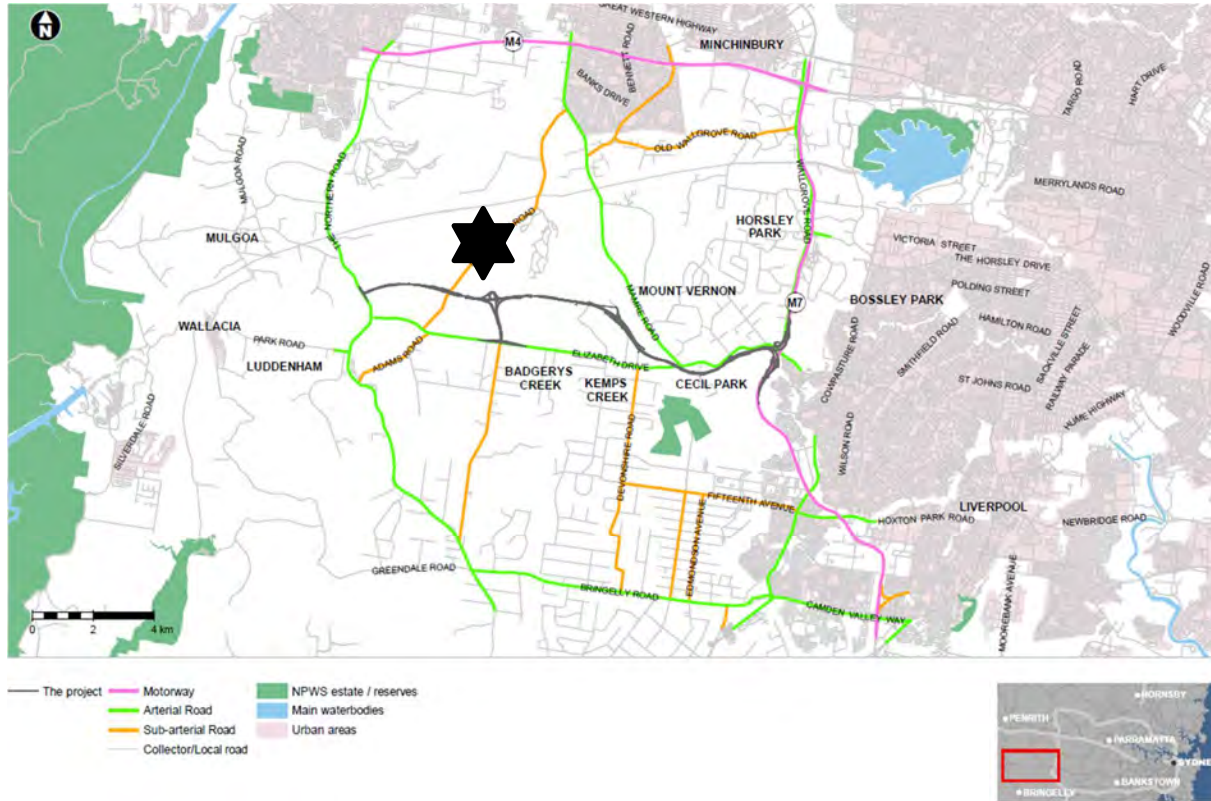 N
GREAT WESTERN HIGHWAY
M4
MINCHINBURY
BENNETT ROAD
BANKS DRIVE
TARGO ROAD
HART DRIVE
OLD WALLGROVE ROAD
MULGOA ROAD
THE NORTHERN ROAD
WALLGROVE ROAD
MERRYLANDS ROAD
ROAD
HORSLEY
PARK
MULGOA
VICTORIA STREET
THE HORSLEY DRIVE
POLDING STREET
MOUNT VERNON
MAMRE ROAD
M7
BOSSLEY PARK
HAMILTON ROAD
WOODVILLE ROAD
WALLACIA
SMITHFIELD ROAD
SACKVILLE STREET
RAILWAY PARADE
PARK ROAD
LUDDENHAM
ADAMS ROAD
ELIZABETH DRIVE
BADGERYS
CREEK
KEMPS
CREEK
CECIL PARK
COWPASTURE ROAD
ST JOHNS ROAD
HUME HIGHWAY
SILVERDALE ROAD
WILSON ROAD
DEVONSHIRE ROAD
FIFTEENTH AVENUE
EDMONDSON AVENUE
LIVERPOOL
HOXTON PARK ROAD
NEWBRIDGE ROAD
GREENDALE ROAD
BRINGELLY ROAD
CAMDEN VALLEY WAY
MOOREBANK AVENUE
0 2 4 km
The project
Motorway
Arterial Road
Sub-arterial Road
Collector/Local road
NPWS estate / reserves
Main waterbodies
Urban areas
HORNSBY
PENRITH
PARRAMATTA
SYDNE
BANKSTOWN
BRINGELLY